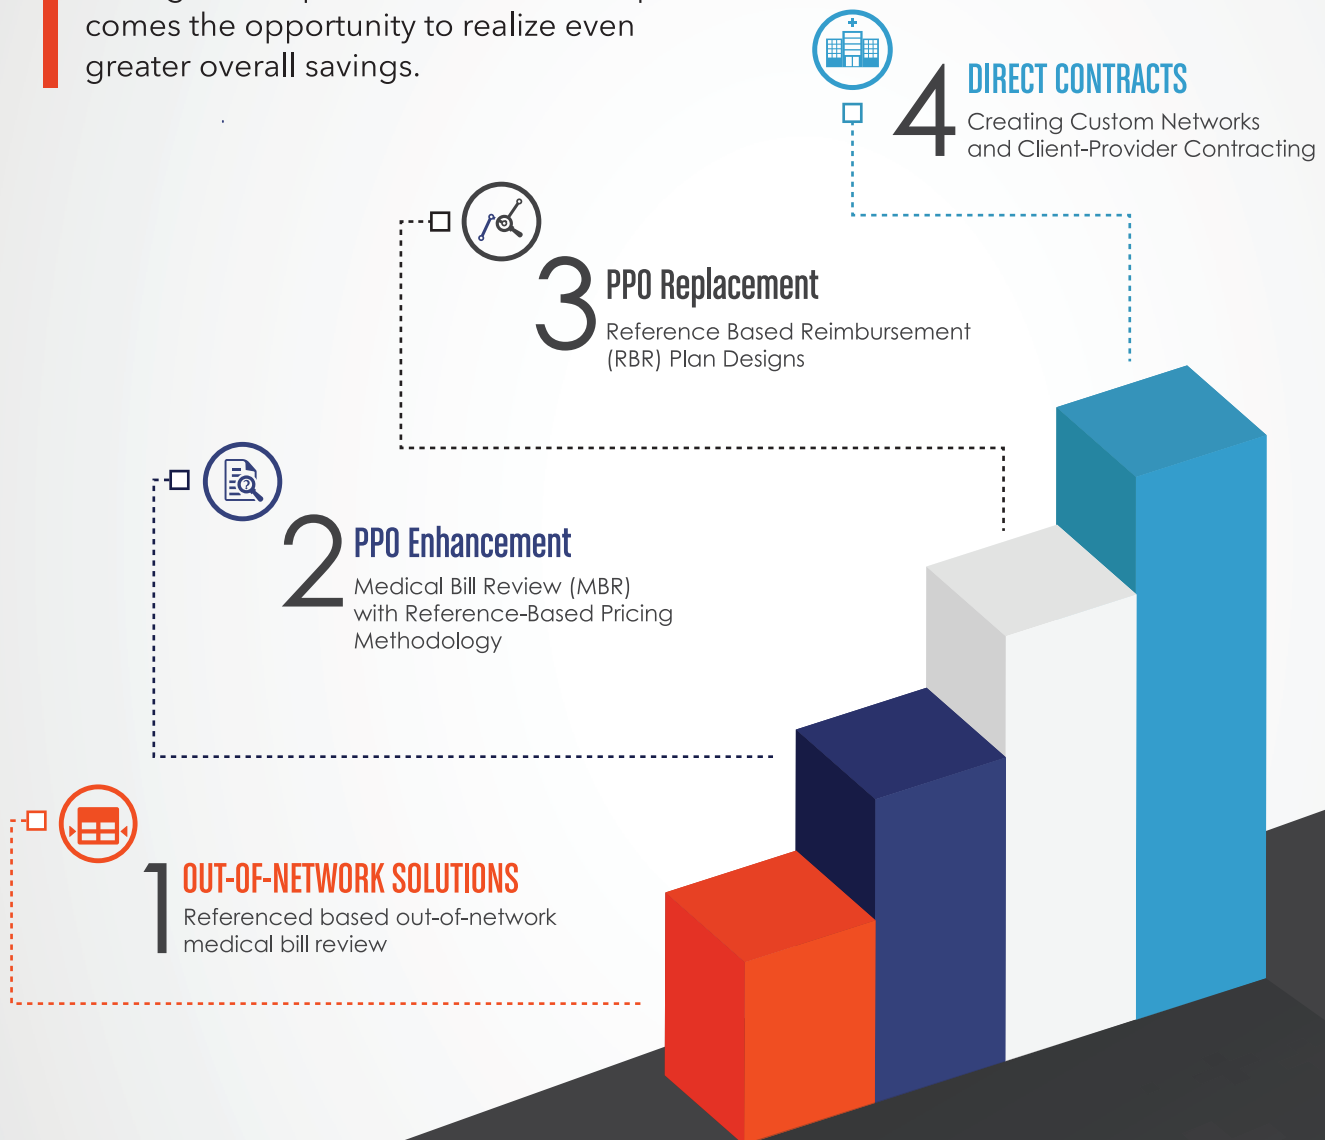 comes the opportunity to realize even
greater overall savings.
4
DIRECT CONTRACTS
Creating Custom Networks
and Client-Provider Contracting
3
PPO Replacement
Reference Based Reimbursement
(RBR) Plan Designs
2
PPO Enhancement
Medical Bill Review (MBR)
with Reference-Based Pricing
Methodology
1
OUT-OF-NETWORK SOLUTIONS
Referenced based out-of-network
medical bill review